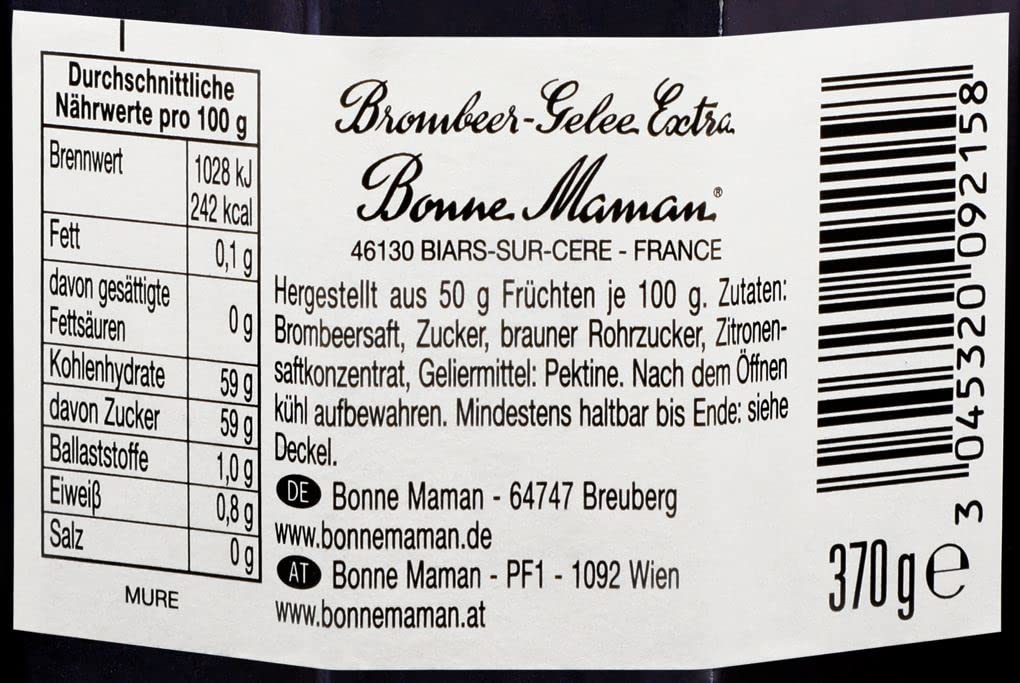 Durchschnittliche
Nährwerte pro 100 g
Brennwert 1028 kJ
242 kcal
Fett 0,1 g
davon gesättigte
Fettsäuren 0 g
Kohlenhydrate 59 g
davon Zucker 59 g
Ballaststoffe 1,0 g
Eiweiß 0,8 g
Salz 0 g
MURE
Brombeer-Gelee Extra
Bonne Maman®
46130 BIARS-SUR-CERE - FRANCE
Hergestellt aus 50 g Früchten je 100 g. Zutaten:
Brombeersaft, Zucker, brauner Rohrzucker, Zitronen-
saftkonzentrat, Geliermittel: Pektine. Nach dem Öffnen
kühl aufbewahren. Mindestens haltbar bis Ende: siehe
Deckel.
DE Bonne Maman - 64747 Breuberg
www.bonnemaman.de
AT Bonne Maman - PF1 - 1092 Wien
www.bonnemaman.at
3 045320 092158
370 g e